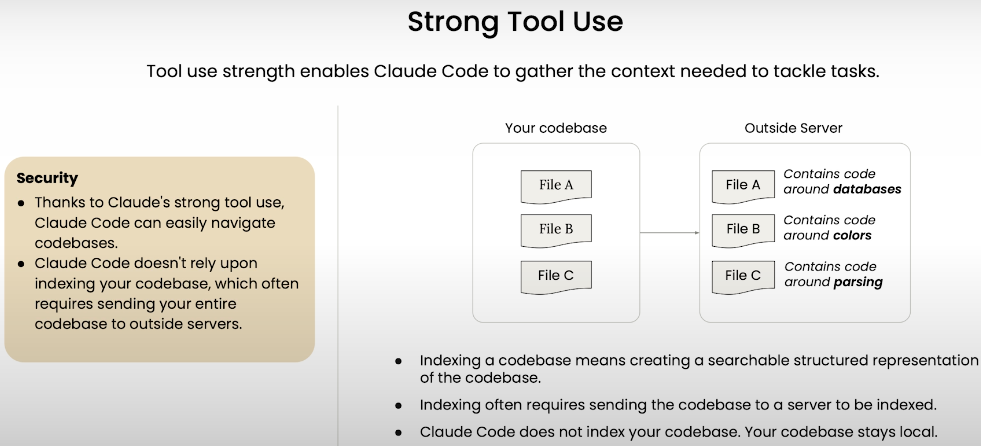 Strong Tool Use
Tool use strength enables Claude Code to gather the context needed to tackle tasks.
Security
● Thanks to Claude's strong tool use,
Claude Code can easily navigate
codebases.
● Claude Code doesn't rely upon
indexing your codebase, which often
requires sending your entire
codebase to outside servers.
Your codebase
File A
File B
File C
Outside Server
File A
Contains code
around databases
File B
Contains code
around colors
File C
Contains code
around parsing
● Indexing a codebase means creating a searchable structured representation
of the codebase.
● Indexing often requires sending the codebase to a server to be indexed.
● Claude Code does not index your codebase. Your codebase stays local.